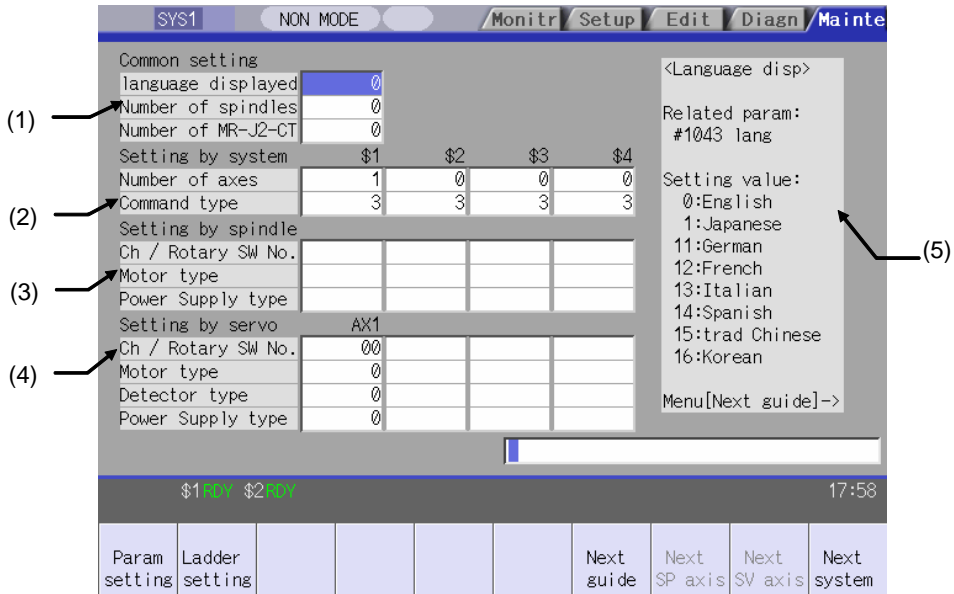 SYS1 NON MODE Monitr Setup Edit Diagn Mainte
Common setting
language displayed 0
(1)
Number of spindles 0
Number of MR-J2-CT 0
Setting by system $1 $2 $3 $4
Number of axes 1 0 0 0
(2)
Command type 3 3 3 3
Setting by spindle
Ch / Rotary SW No.
(3)
Motor type
Power Supply type
Setting by servo AX1
(4)
Ch / Rotary SW No. 00
Motor type 0
Detector type 0
Power Supply type 0
<Language disp>
Related param:
#1043 lang
Setting value:
0:English
1:Japanese
11:German
12:French
13:Italian
14:Spanish
15:trad Chinese
16:Korean
Menu[Next guide]->
(5)
$1 RDY $2 RDY 17:58
Param setting
Ladder setting
Next guide
Next SP axis
Next SV axis
Next system